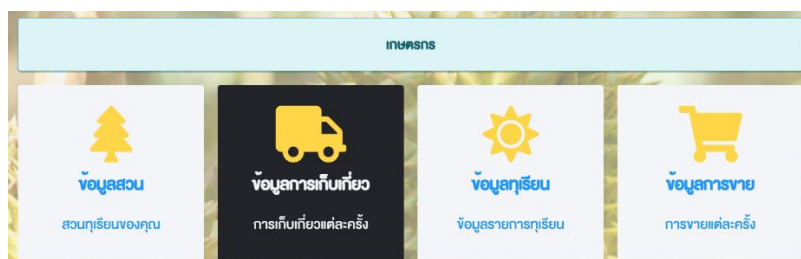 เกษตรกร
ข้อมูลสวน
สวนทุเรียนของคุณ
ข้อมูลการเก็บเกี่ยว
การเก็บเกี่ยวแต่ละครั้ง
ข้อมูลทุเรียน
ข้อมูลรายการทุเรียน
ข้อมูลการขาย
การขายแต่ละครั้ง